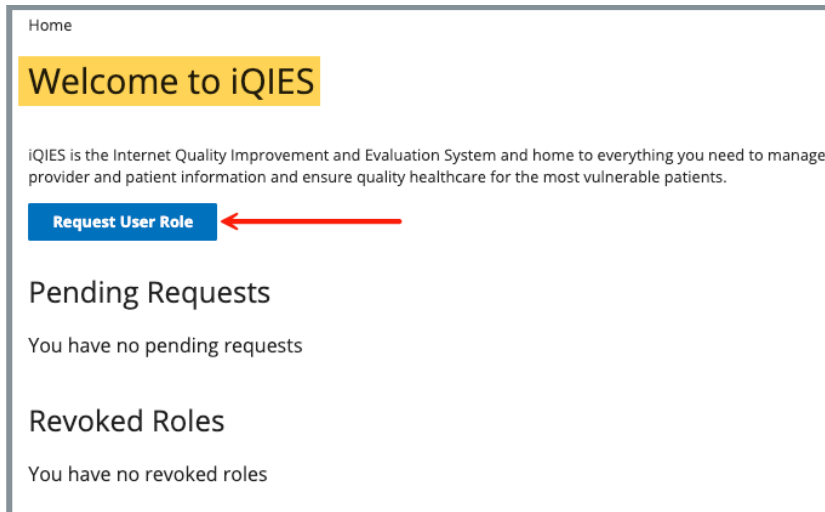 Home
Welcome to iQIES
iQIES is the Internet Quality Improvement and Evaluation System and home to everything you need to manage
provider and patient information and ensure quality healthcare for the most vulnerable patients.
Request User Role
Pending Requests
You have no pending requests
Revoked Roles
You have no revoked roles